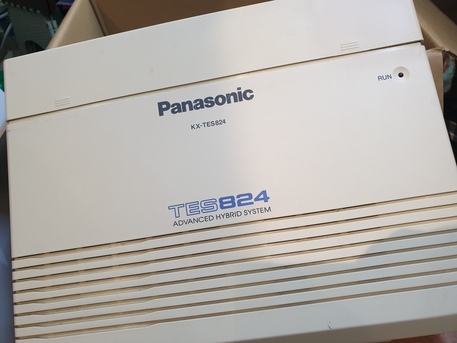 Panasonic
RUN
KX-TES824
TES824
ADVANCED HYBRID SYSTEM